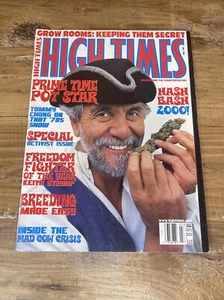 GROW ROOMS: KEEPING THEM SECRET
HIGH TIMES
HIGH TIMES
PRIME TIME
POT STAR
TOMMY
CHONG ON
THAT '70S
SHOW
HASH
BASH
2000!
SPECIAL
ACTIVIST ISSUE
FREEDOM
FIGHTER
OF THE YEAR
KEITH STROUP
BREEDING
MADE EASY
INSIDE THE
MAD COW CRISIS